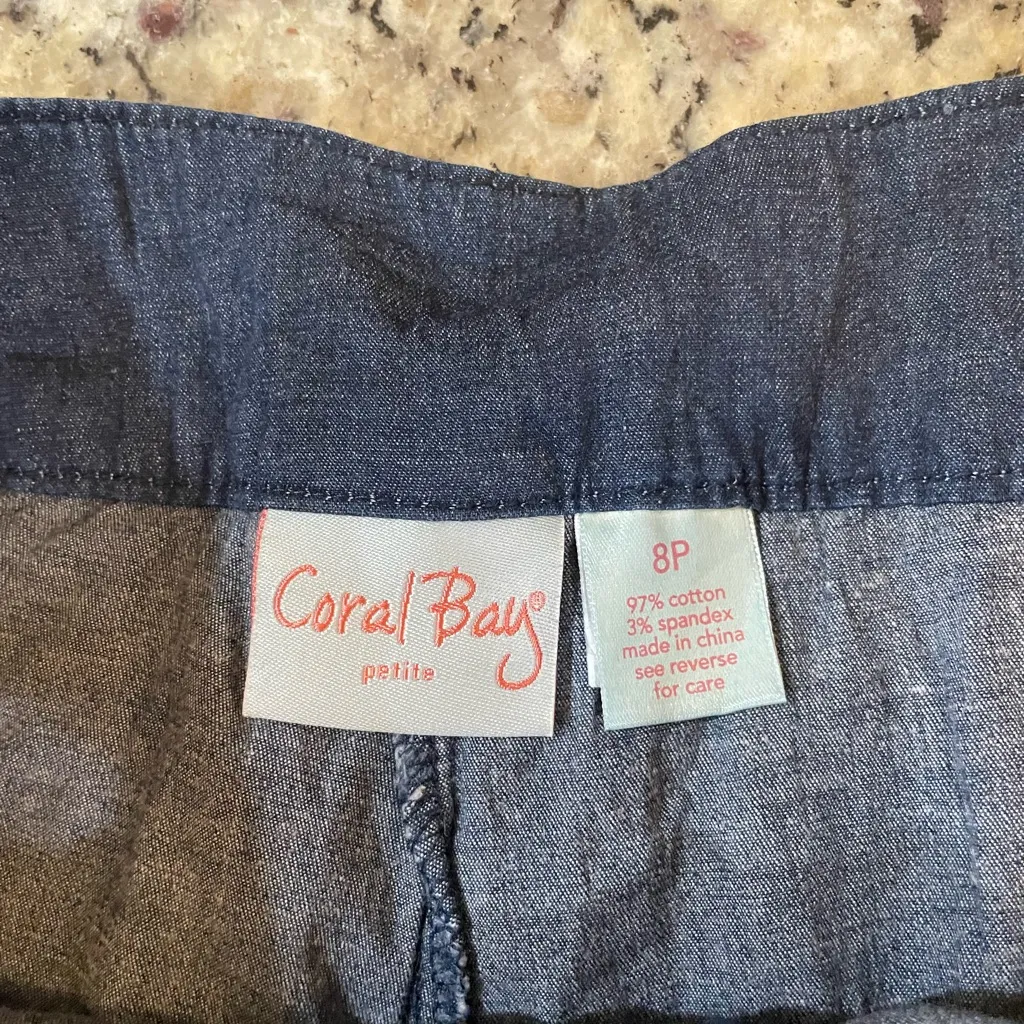 Coral Bay®
petite
8P
97% cotton
3% spandex
made in china
see reverse
for care